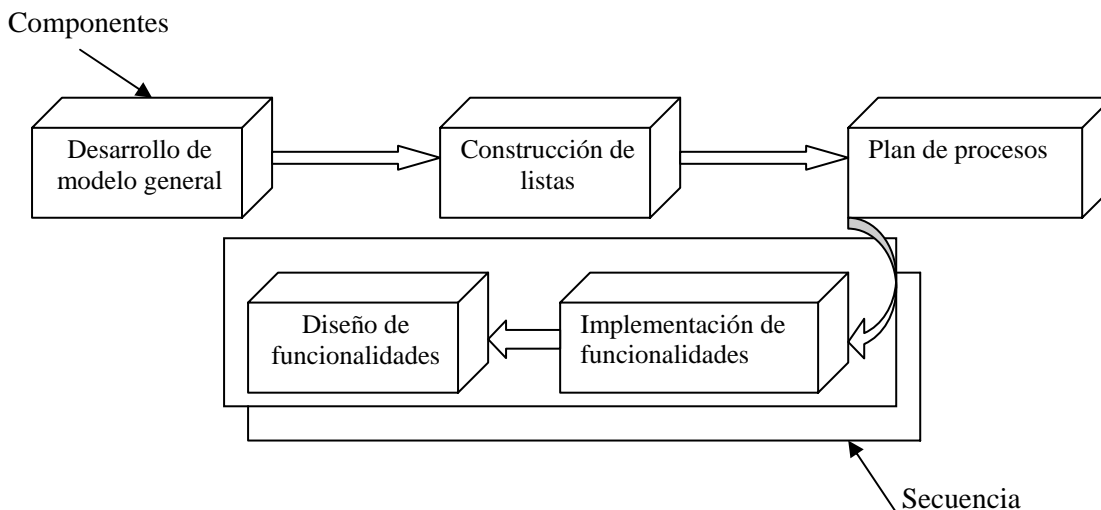 Componentes
Desarrollo de
modelo general
Construcción de
listas
Plan de procesos
Diseño de
funcionalidades
Implementación de
funcionalidades
Secuencia